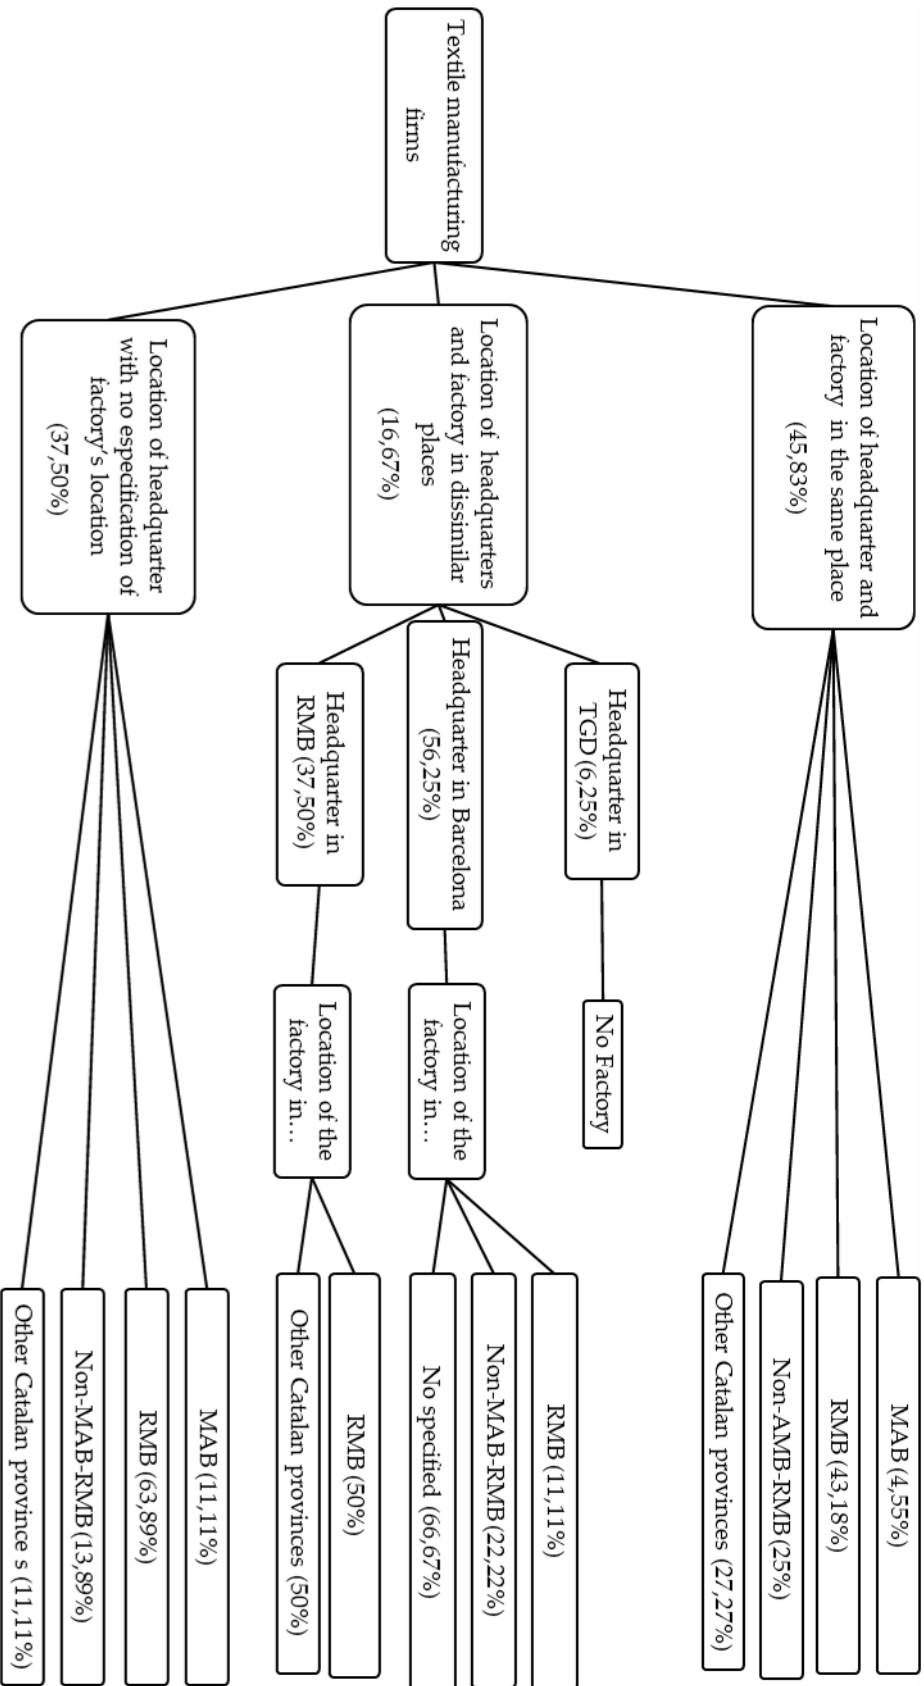 Textile manufacturing
firms
Location of headquarter and
factory in the same place
(45,83%)
MAB (4,55%)
RMB (43,18%)
Non-AMB-RMB (25%)
Other Catalan provinces (27,27%)
Location of headquarters
and factory in dissimilar
places
(16,67%)
Headquarter in
TGD (6,25%)
No Factory
Headquarter in Barcelona
(56,25%)
Location of the
factory in...
RMB (11,11%)
Non-MAB-RMB (22,22%)
No specified (66,67%)
Headquarter in
RMB (37,50%)
Location of the
factory in...
RMB (50%)
Other Catalan provinces (50%)
Location of headquarter
with no especification of
factory's location
(37,50%)
MAB (11,11%)
RMB (63,89%)
Non-MAB-RMB (13,89%)
Other Catalan province s (11,11%)